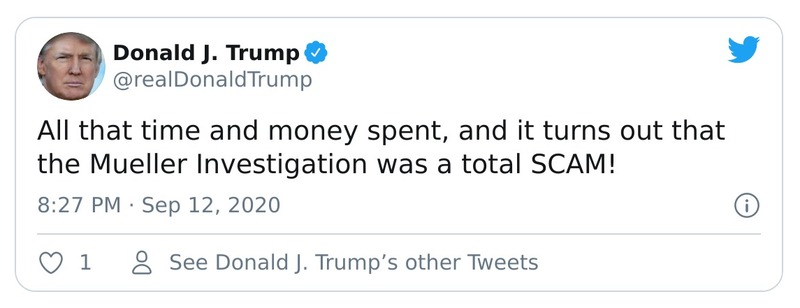 Donald J. Trump
@realDonaldTrump
All that time and money spent, and it turns out that
the Mueller Investigation was a total SCAM!
8:27 PM · Sep 12, 2020
1 See Donald J. Trump’s other Tweets